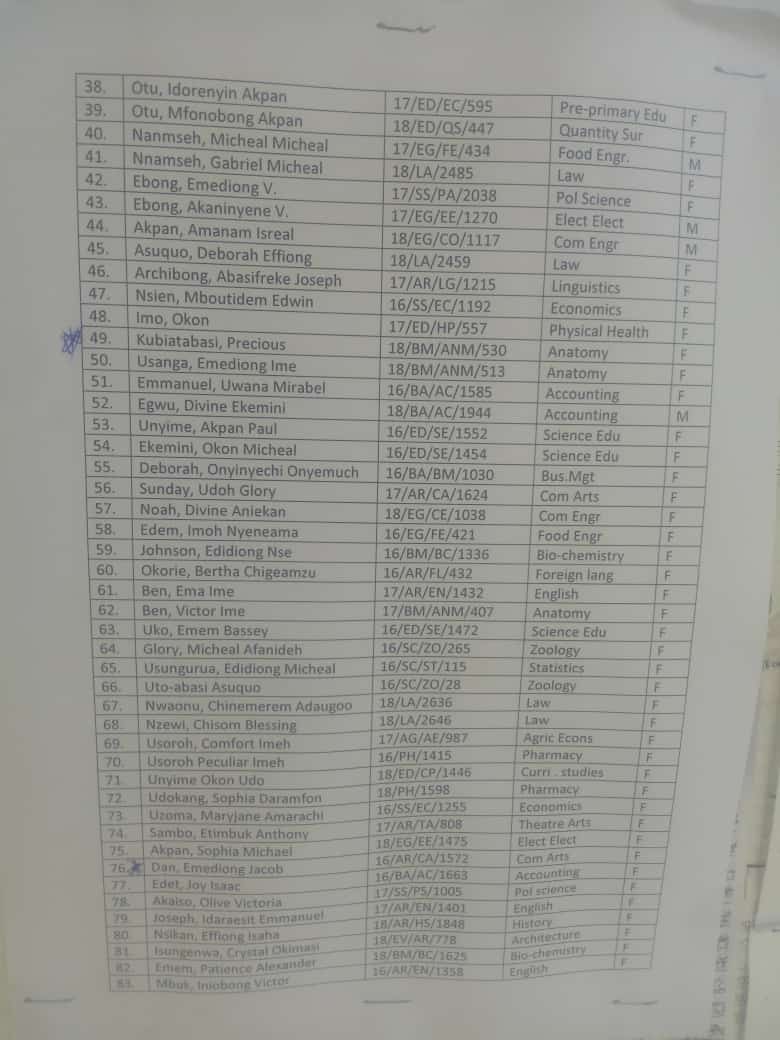 38. Otu, Idorenyin Akpan 17/ED/EC/595 Pre-primary Edu F
39. Otu, Mfonobong Akpan 18/ED/QS/447 Quantity Sur F
40. Nanmseh, Micheal Micheal 17/EG/FE/434 Food Engr. M
41. Nnamseh, Gabriel Micheal 18/LA/2485 Law F
42. Ebong, Emediong V. 17/SS/PA/2038 Pol Science F
43. Ebong, Akaninyene V. 17/EG/EE/1270 Elect Elect M
44. Akpan, Amanam Isreal 18/EG/CO/1117 Com Engr M
45. Asuquo, Deborah Effiong 18/LA/2459 Law F
46. Archibong, Abasifreke Joseph 17/AR/LG/1215 Linguistics F
47. Nsien, Mboutidem Edwin 16/SS/EC/1192 Economics F
48. Imo, Okon 17/ED/HP/557 Physical Health F
49. Kubiatabasi, Precious 18/BM/ANM/530 Anatomy F
50. Usanga, Emediong Ime 18/BM/ANM/513 Anatomy F
51. Emmanuel, Uwana Mirabel 16/BA/AC/1585 Accounting F
52. Egwu, Divine Ekemini 18/BA/AC/1944 Accounting M
53. Unyime, Akpan Paul 16/ED/SE/1552 Science Edu F
54. Ekemini, Okon Micheal 16/ED/SE/1454 Science Edu F
55. Deborah, Onyinyechi Onyemuch 16/BA/BM/1030 Bus.Mgt F
56. Sunday, Udoh Glory 17/AR/CA/1624 Com Arts F
57. Noah, Divine Aniekan 18/EG/CE/1038 Com Engr F
58. Edem, Imoh Nyeneama 16/EG/FE/421 Food Engr F
59. Johnson, Edidiong Nse 16/BM/BC/1336 Bio-chemistry F
60. Okorie, Bertha Chigeamzu 16/AR/FL/432 Foreign lang F
61. Ben, Ema Ime 17/AR/EN/1432 English F
62. Ben, Victor Ime 17/BM/ANM/407 Anatomy F
63. Uko, Emem Bassey 16/ED/SE/1472 Science Edu F
64. Glory, Micheal Afanideh 16/SC/ZO/265 Zoology F
65. Usungurua, Edidiong Micheal 16/SC/ST/115 Statistics F
66. Uto-abasi Asuquo 16/SC/ZO/28 Zoology F
67. Nwaonu, Chinemerem Adaugoo 18/LA/2636 Law F
68. Nzewi, Chisom Blessing 18/LA/2646 Law F
69. Usoroh, Comfort Imeh 17/AG/AE/987 Agric Econs F
70. Usoroh Peculiar Imeh 16/PH/1415 Pharmacy F
71. Unyime Okon Udo 18/ED/CP/1446 Curri . studies F
72. Udokang, Sophia Daramfon 18/PH/1598 Pharmacy F
73. Uzoma, Maryjane Amarachi 16/SS/EC/1255 Economics F
74. Sambo, Etimbuk Anthony 17/AR/TA/808 Theatre Arts F
75. Akpan, Sophia Michael 18/EG/EE/1475 Elect Elect F
76. Dan, Emediong Jacob 16/AR/CA/1572 Com Arts F
77. Edet, Joy Isaac 16/BA/AC/1663 Accounting F
78. Akaiso, Olive Victoria 17/SS/PS/1005 Pol science F
79. Joseph, Idaraesit Emmanuel 17/AR/EN/1401 English F
80. Nsikan, Effiong Isaha 18/AR/HS/1848 History F
81. Isungenwa, Crystal Okimasi 18/EV/AR/778 Architecture F
82. Emem, Patience Alexander 18/BM/BC/1625 Bio-chemistry F
83. Mbuk, Iniobong Victor 16/AR/EN/1358 English F